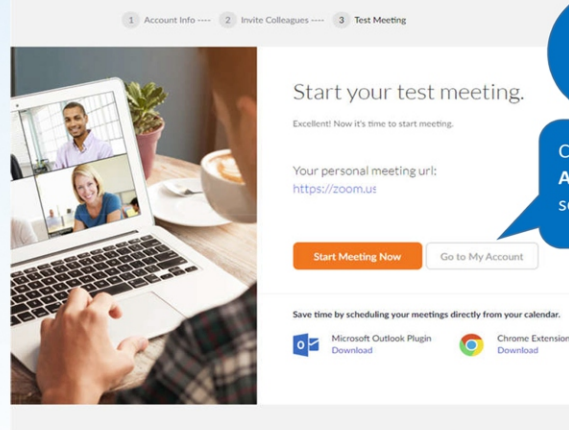 1 Account Info ---- 2 Invite Colleagues ---- 3 Test Meeting
Start your test meeting.
Excellent! Now it's time to start meeting.
Your personal meeting url:
https://zoom.us
Start Meeting Now Go to My Account
Save time by scheduling your meetings directly from your calendar.
Microsoft Outlook Plugin Chrome Extension
Download Download